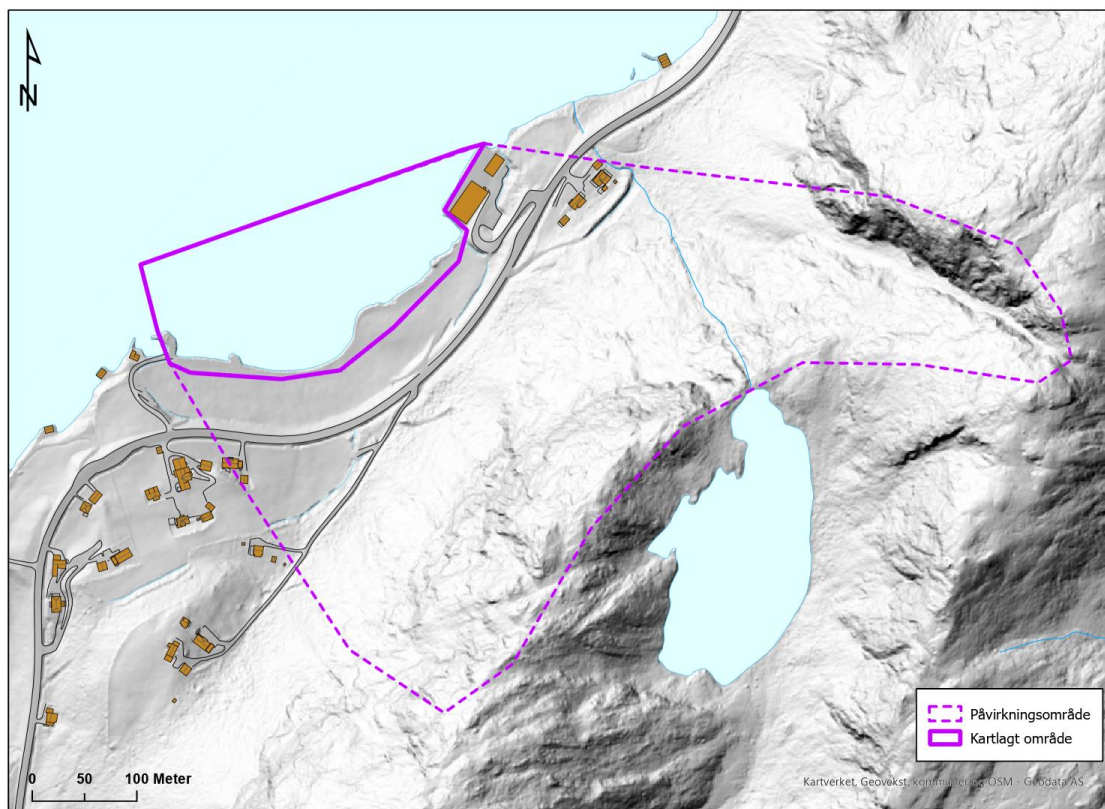 N
Påvirkningsområde
Kartlagt område
0 50 100 Meter
Kartverket, Geovekst, kommuner og OSM - Geodata AS